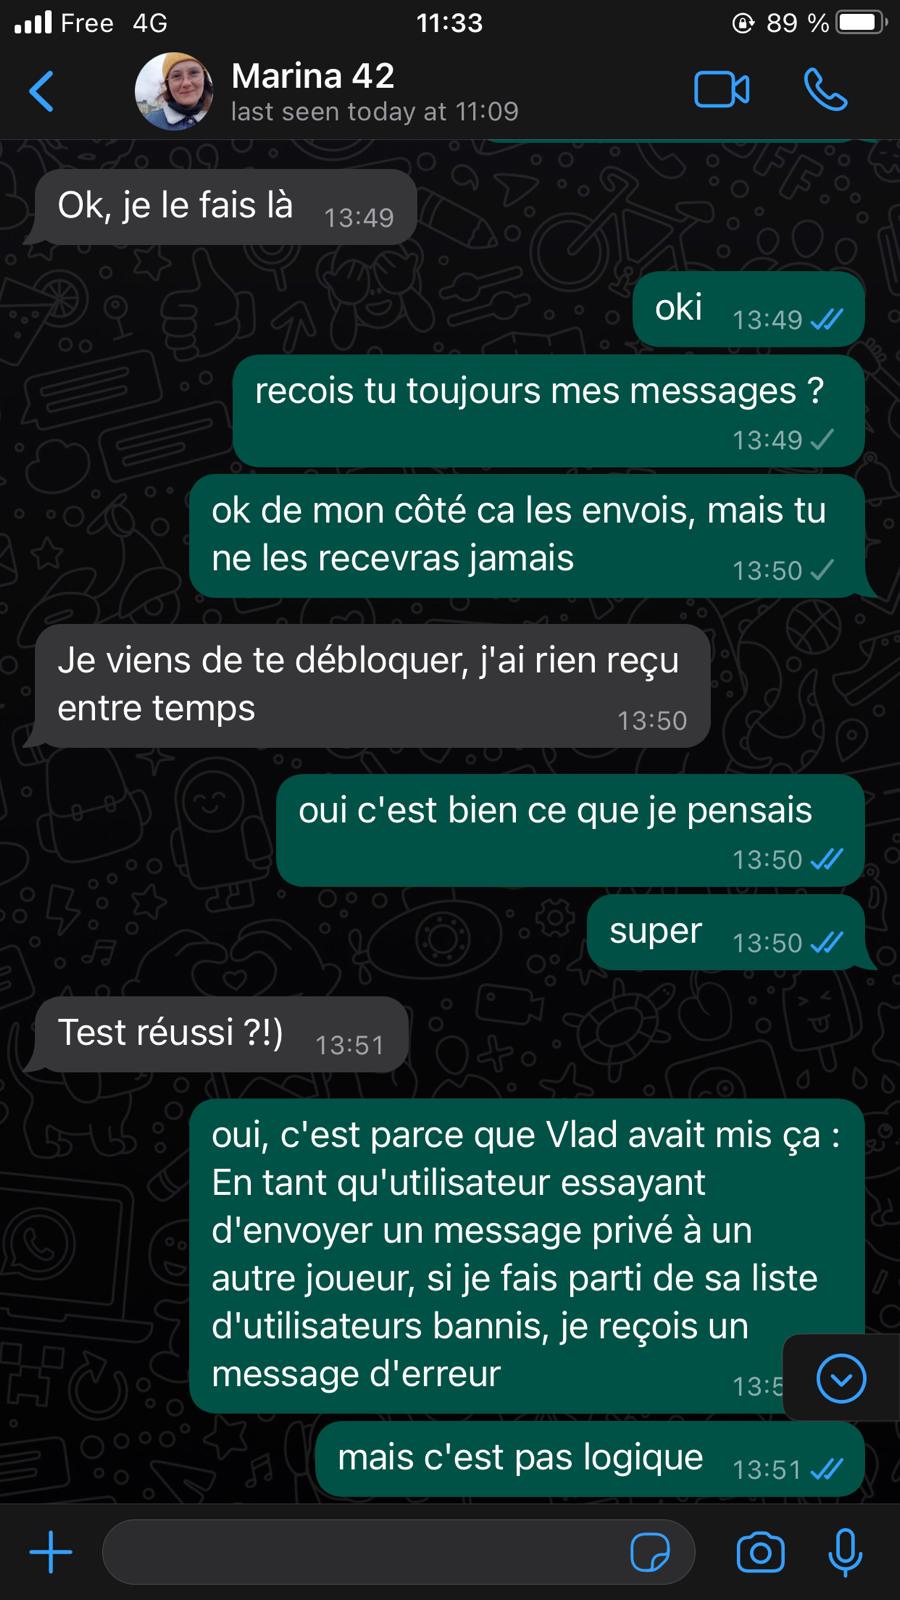 Free 4G 11:33 89 %
Marina 42
last seen today at 11:09
Ok, je le fais là 13:49
oki 13:49
recois tu toujours mes messages ?
13:49
ok de mon côté ca les envois, mais tu
ne les recevras jamais 13:50
Je viens de te débloquer, j'ai rien reçu
entre temps 13:50
oui c'est bien ce que je pensais
13:50
super 13:50
Test réussi ?!) 13:51
oui, c'est parce que Vlad avait mis ça :
En tant qu'utilisateur essayant
d'envoyer un message privé à un
autre joueur, si je fais parti de sa liste
d'utilisateurs bannis, je reçois un
message d'erreur
mais c'est pas logique 13:51